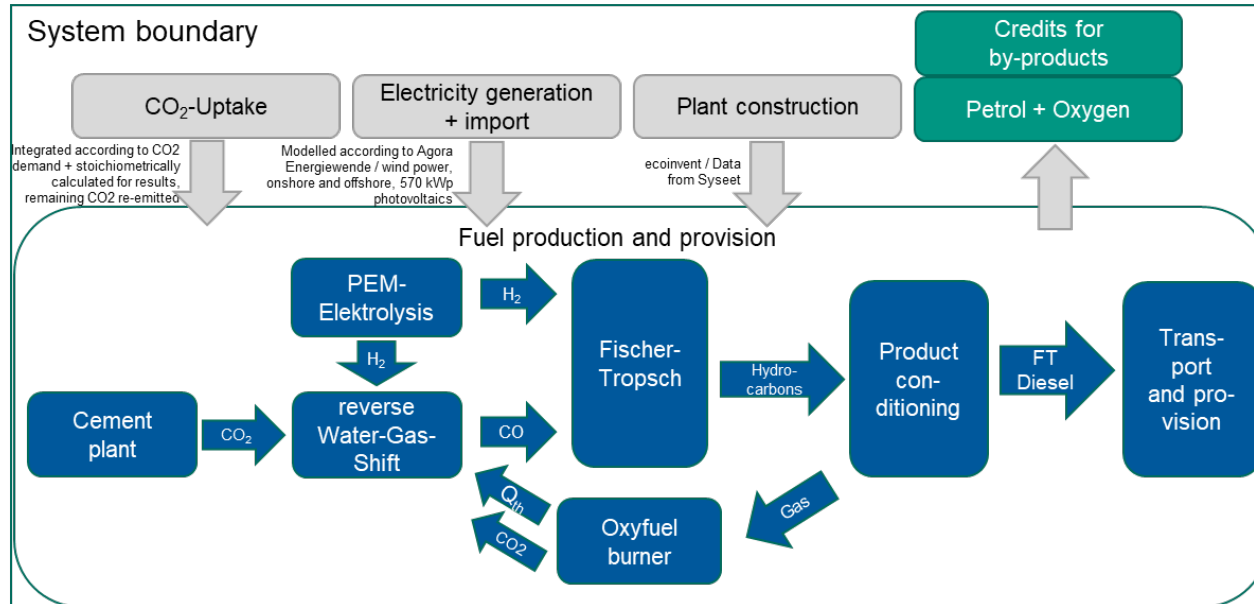 System boundary
Credits for
by-products
CO₂-Uptake
Electricity generation
+ import
Plant construction
Petrol + Oxygen
Integrated according to CO2
demand + stoichiometrically
calculated for results,
remaining CO2 re-emitted
Modelled according to Agora
Energiewende / wind power,
onshore and offshore, 570 kWp
photovoltaics
ecoinvent / Data
from Syseet
Fuel production and provision
PEM-
Elektrolysis
H₂
H₂
Fischer-
Tropsch
Hydro-
carbons
Product
con-
ditioning
FT
Diesel
Trans-
port
and pro-
vision
Cement
plant
CO₂
reverse
Water-Gas-
Shift
CO
Qth
CO2
Oxyfuel
burner
Gas